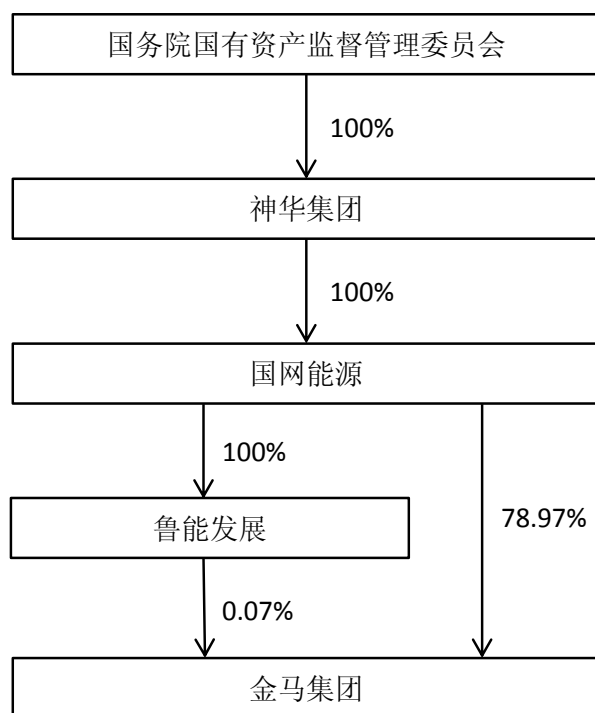 国务院国有资产监督管理委员会
100%
神华集团
100%
国网能源
100%
78.97%
鲁能发展
0.07%
金马集团